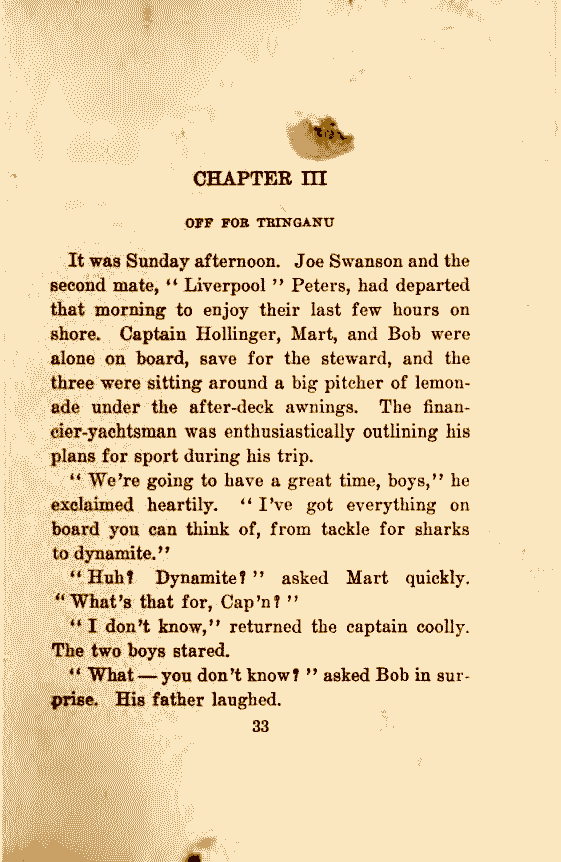 CHAPTER III
OFF FOR TRINGANU
It was Sunday afternoon. Joe Swanson and the
second mate, “ Liverpool ” Peters, had departed
that morning to enjoy their last few hours on
shore. Captain Hollinger, Mart, and Bob were
alone on board, save for the steward, and the
three were sitting around a big pitcher of lemon-
ade under the after-deck awnings. The finan-
cier-yachtsman was enthusiastically outlining his
plans for sport during his trip.
“ We’re going to have a great time, boys,” he
exclaimed heartily. “ I’ve got everything on
board you can think of, from tackle for sharks
to dynamite.”
“ Huh? Dynamite? ” asked Mart quickly.
“ What’s that for, Cap’n? ”
“ I don’t know,” returned the captain coolly.
The two boys stared.
“ What — you don’t know? ” asked Bob in sur-
prise. His father laughed.
33